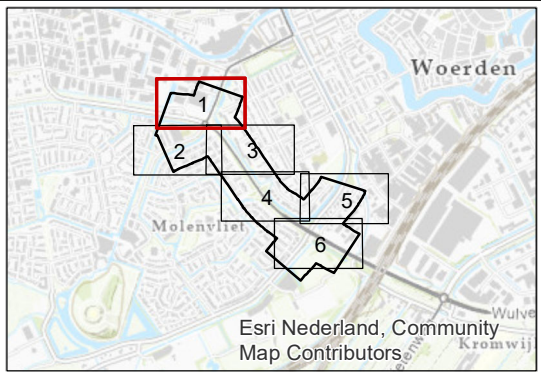 Woerden
1
2
3
4
5
Molenvliet
6
Wulve
Esri Nederland, Community
Map Contributors
Kromwij